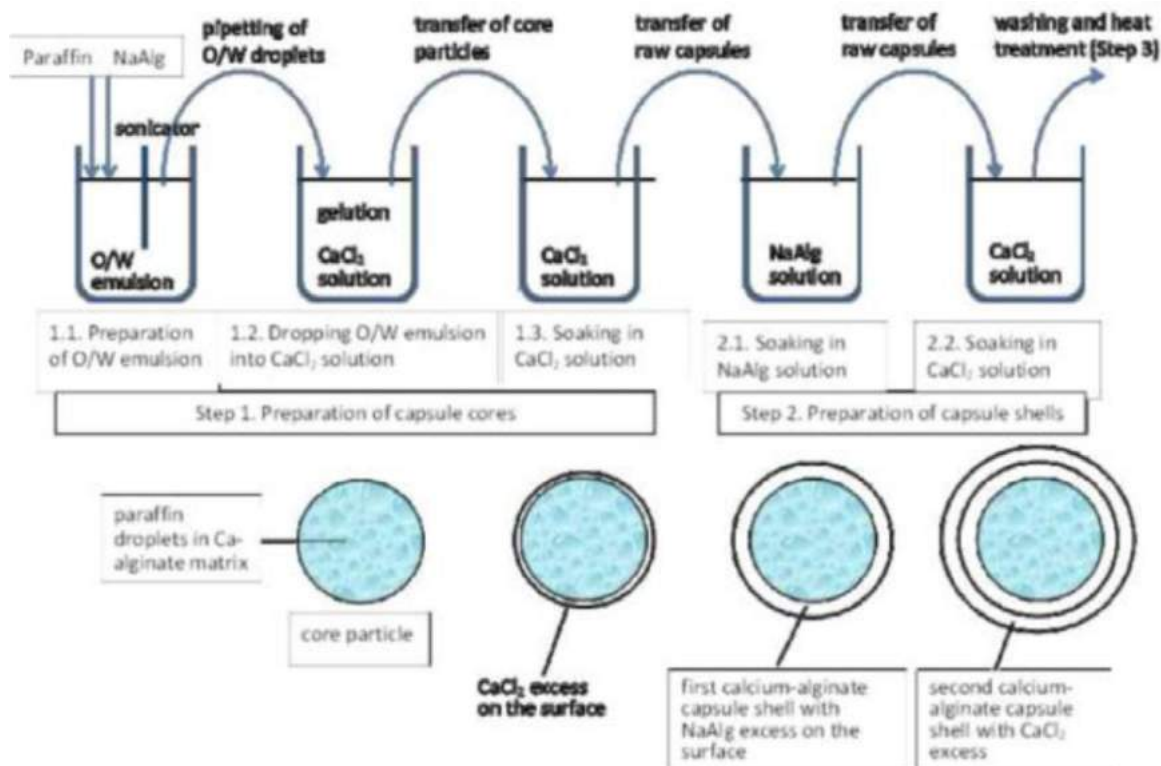 Paraffin NaAlg
pipetting of
O/W droplets
transfer of core
particles
transfer of
raw capsules
transfer of
raw capsules
washing and heat
treatment (Step 3)
sonicator
O/W
emulsion
gelution
CaCl₂
solution
CaCl₂
solution
NaAlg
solution
CaCl₂
solution
1.1. Preparation
of O/W emulsion
1.2. Dropping O/W emulsion
into CaCl₂ solution
1.3. Soaking in
CaCl₂ solution
2.1. Soaking in
NaAlg solution
2.2. Soaking in
CaCl₂ solution
Step 1. Preparation of capsule cores
Step 2. Preparation of capsule shells
paraffin
droplets in Ca-
alginate matrix
core particle
CaCl₂ excess
on the surface
first calcium-alginate
capsule shell with
NaAlg excess on the
surface
second calcium-
alginate capsule
shell with CaCl₂
excess